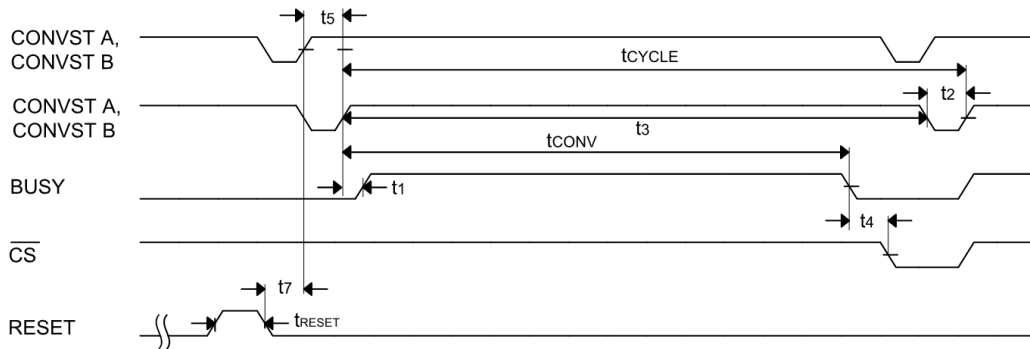 t5
CONVST A,
CONVST B
tCYCLE
t2
CONVST A,
CONVST B
t3
tCONV
BUSY
t1
t4
CS
t7
RESET
tRESET